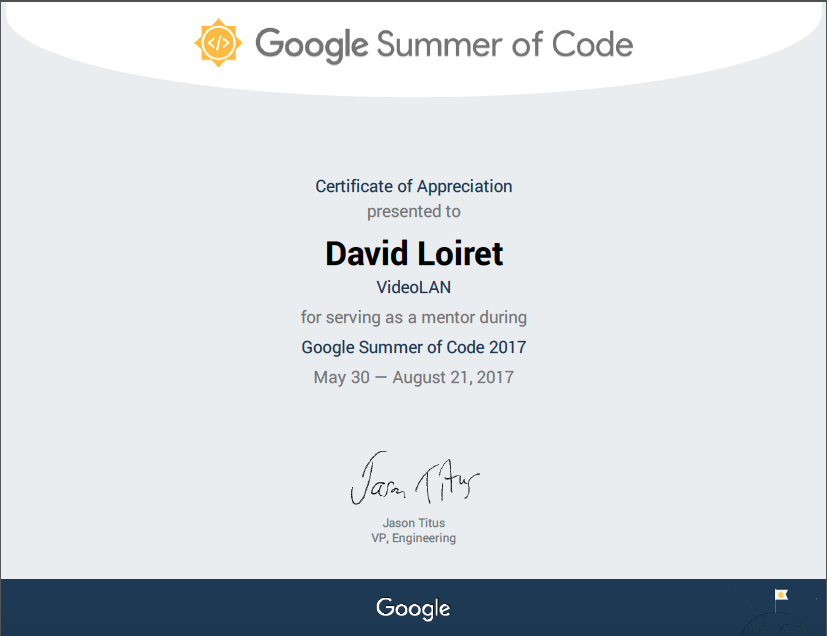 Google Summer of Code
Certificate of Appreciation
presented to
David Loiret
VideoLAN
for serving as a mentor during
Google Summer of Code 2017
May 30 — August 21, 2017
Jason Titus
Jason Titus
VP, Engineering
Google